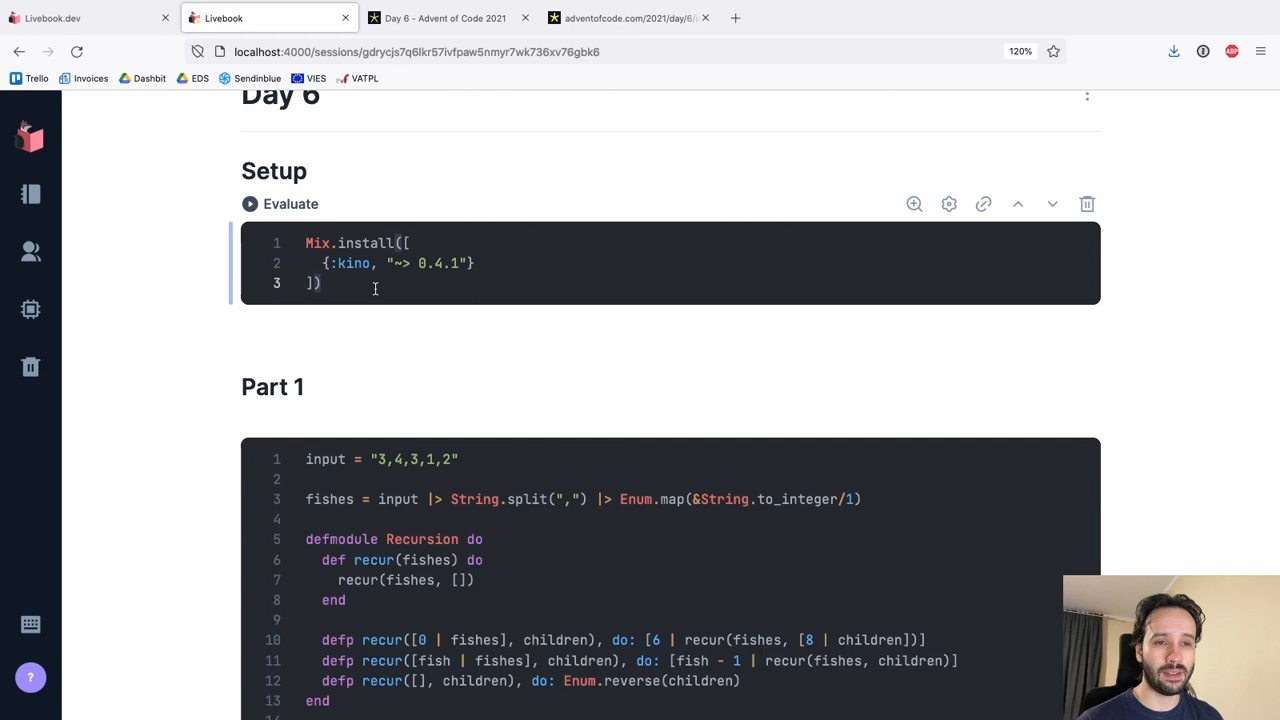 Livebook.dev
Livebook
Day 6 - Advent of Code 2021
adventofcode.com/2021/day/6/i
localhost:4000/sessions/gdrycjs7q6lkr57ivfpaw5nmyr7wk736xv76gbk6
120%
ABP
Trello
Invoices
Dashbit
EDS
Sendinblue
VIES
VATPL
Day 6
Setup
Evaluate
1 Mix.install([
2 {:kino, "~> 0.4.1"}
3 ])
Part 1
1 input = "3,4,3,1,2"
2
3 fishes = input |> String.split(",") |> Enum.map(&String.to_integer/1)
4
5 defmodule Recursion do
6 def recur(fishes) do
7 recur(fishes, [])
8 end
9
10 defp recur([0 | fishes], children), do: [6 | recur(fishes, [8 | children])]
11 defp recur([fish | fishes], children), do: [fish - 1 | recur(fishes, children)]
12 defp recur([], children), do: Enum.reverse(children)
13 end
14
?